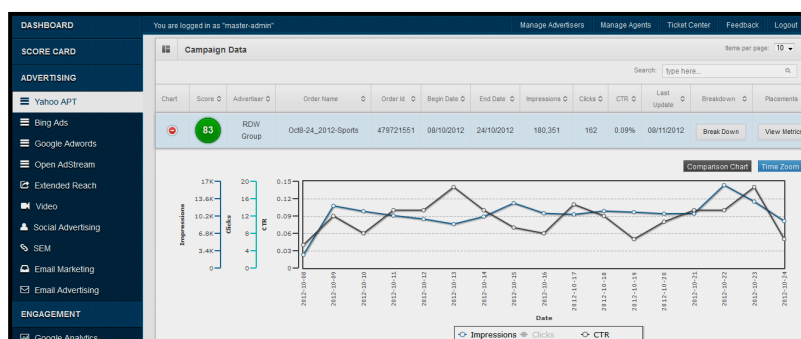 DASHBOARD
You are logged in as "master-admin"
Manage Advertisers Manage Agents Ticket Center Feedback Logout
SCORE CARD
ADVERTISING
Yahoo APT
Bing Ads
Google Adwords
Open AdStream
Extended Reach
Video
Social Advertising
SEM
Email Marketing
Email Advertising
ENGAGEMENT
Google Analytics
Campaign Data
Items per page: 10
Search: type here...
Chart Score Advertiser Order Name Order Id Begin Date End Date Impressions Clicks CTR Last Update Breakdown Placements
83 RDW Group Oct8-24_2012-Sports 479721551 08/10/2012 24/10/2012 180,351 162 0.09% 08/11/2012 Break Down View Metrics
Comparison Chart Time Zoom
Impressions
17K
13.6K
10.2K
6.8K
3.4K
0
Clicks
20
16
12
8
4
0
CTR
0.15
0.12
0.09
0.06
0.03
0
2012-10-08 2012-10-09 2012-10-10 2012-10-11 2012-10-12 2012-10-13 2012-10-14 2012-10-15 2012-10-16 2012-10-17 2012-10-18 2012-10-19 2012-10-20 2012-10-21 2012-10-22 2012-10-23 2012-10-24
Date
Impressions Clicks CTR